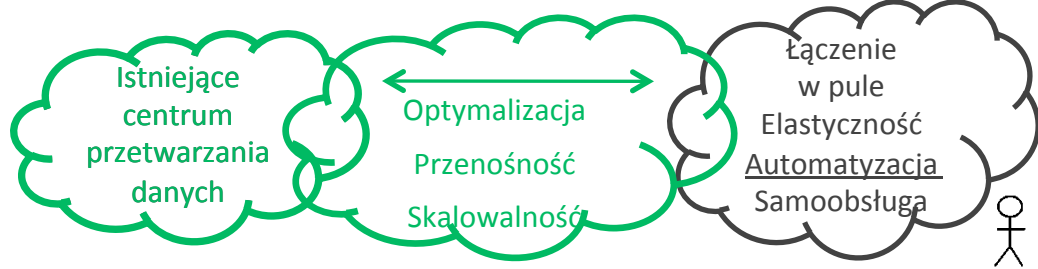 Istniejące
centrum
przetwarzania
danych
Optymalizacja
Przenośność
Skalowalność
Łączenie
w pule
Elastyczność
Automatyzacja
Samoobsługa